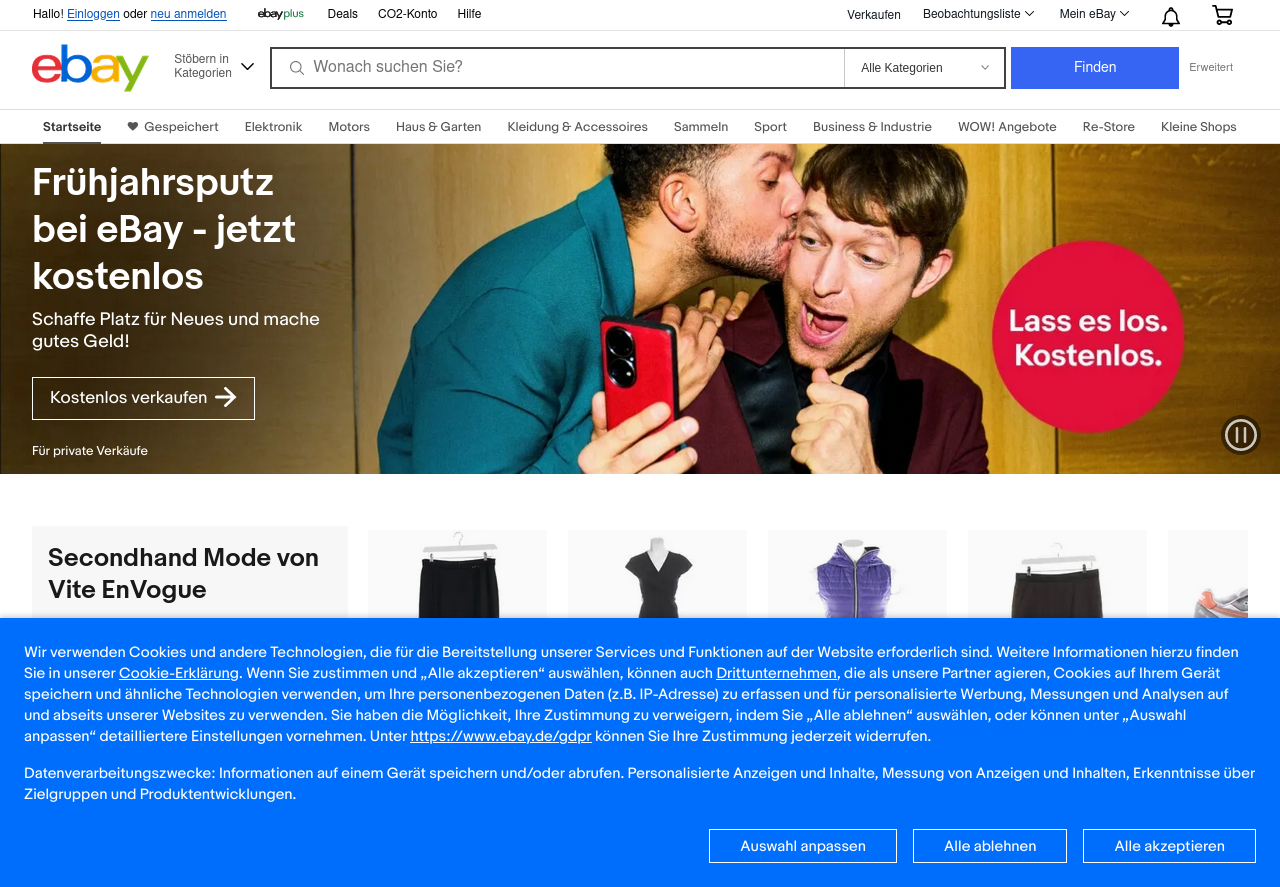 Hallo! Einloggen oder neu anmelden
ebayplus
Deals
CO2-Konto
Hilfe
Verkaufen
Beobachtungsliste
Mein eBay
ebay
Stöbern in
Kategorien
Wonach suchen Sie?
Alle Kategorien
Finden
Erweitert
Startseite
Gespeichert
Elektronik
Motors
Haus & Garten
Kleidung & Accessoires
Sammeln
Sport
Business & Industrie
WOW! Angebote
Re-Store
Kleine Shops
Frühjahrsputz
bei eBay - jetzt
kostenlos
Schaffe Platz für Neues und mache
gutes Geld!
Kostenlos verkaufen
Für private Verkäufe
Lass es los.
Kostenlos.
Secondhand Mode von
Vite EnVogue
Wir verwenden Cookies und andere Technologien, die für die Bereitstellung unserer Services und Funktionen auf der Website erforderlich sind. Weitere Informationen hierzu finden
Sie in unserer Cookie-Erklärung. Wenn Sie zustimmen und „Alle akzeptieren“ auswählen, können auch Drittunternehmen, die als unsere Partner agieren, Cookies auf Ihrem Gerät
speichern und ähnliche Technologien verwenden, um Ihre personenbezogenen Daten (z.B. IP-Adresse) zu erfassen und für personalisierte Werbung, Messungen und Analysen auf
und abseits unserer Websites zu verwenden. Sie haben die Möglichkeit, Ihre Zustimmung zu verweigern, indem Sie „Alle ablehnen“ auswählen, oder können unter „Auswahl
anpassen“ detailliertere Einstellungen vornehmen. Unter https://www.ebay.de/gdpr können Sie Ihre Zustimmung jederzeit widerrufen.
Datenverarbeitungszwecke: Informationen auf einem Gerät speichern und/oder abrufen. Personalisierte Anzeigen und Inhalte, Messung von Anzeigen und Inhalten, Erkenntnisse über
Zielgruppen und Produktentwicklungen.
Auswahl anpassen
Alle ablehnen
Alle akzeptieren